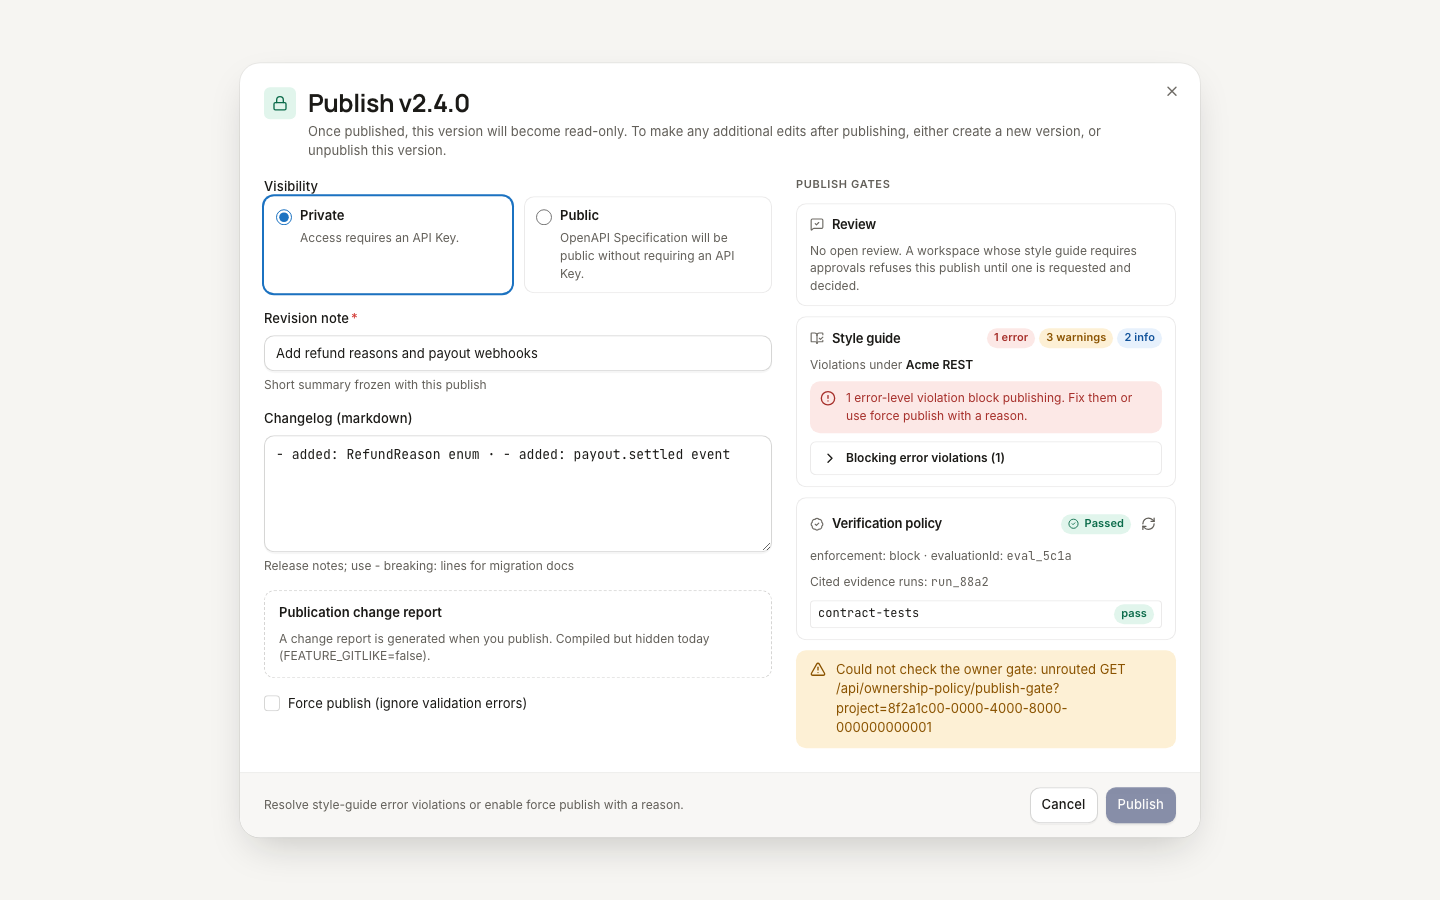 Publish v2.4.0
Once published, this version will become read-only. To make any additional edits after publishing, either create a new version, or
unpublish this version.
Visibility
Private
Access requires an API Key.
Public
OpenAPI Specification will be
public without requiring an API
Key.
Revision note*
Add refund reasons and payout webhooks
Short summary frozen with this publish
Changelog (markdown)
- added: RefundReason enum · - added: payout.settled event
Release notes; use - breaking: lines for migration docs
Publication change report
A change report is generated when you publish. Compiled but hidden today
(FEATURE_GITLIKE=false).
Force publish (ignore validation errors)
PUBLISH GATES
Review
No open review. A workspace whose style guide requires
approvals refuses this publish until one is requested and
decided.
Style guide
1 error
3 warnings
2 info
Violations under Acme REST
1 error-level violation block publishing. Fix them or
use force publish with a reason.
Blocking error violations (1)
Verification policy
Passed
enforcement: block · evaluationId: eval_5c1a
Cited evidence runs: run_88a2
contract-tests
pass
Could not check the owner gate: unrouted GET
/api/ownership-policy/publish-gate?
project=8f2a1c00-0000-4000-8000-
000000000001
Resolve style-guide error violations or enable force publish with a reason.
Cancel
Publish